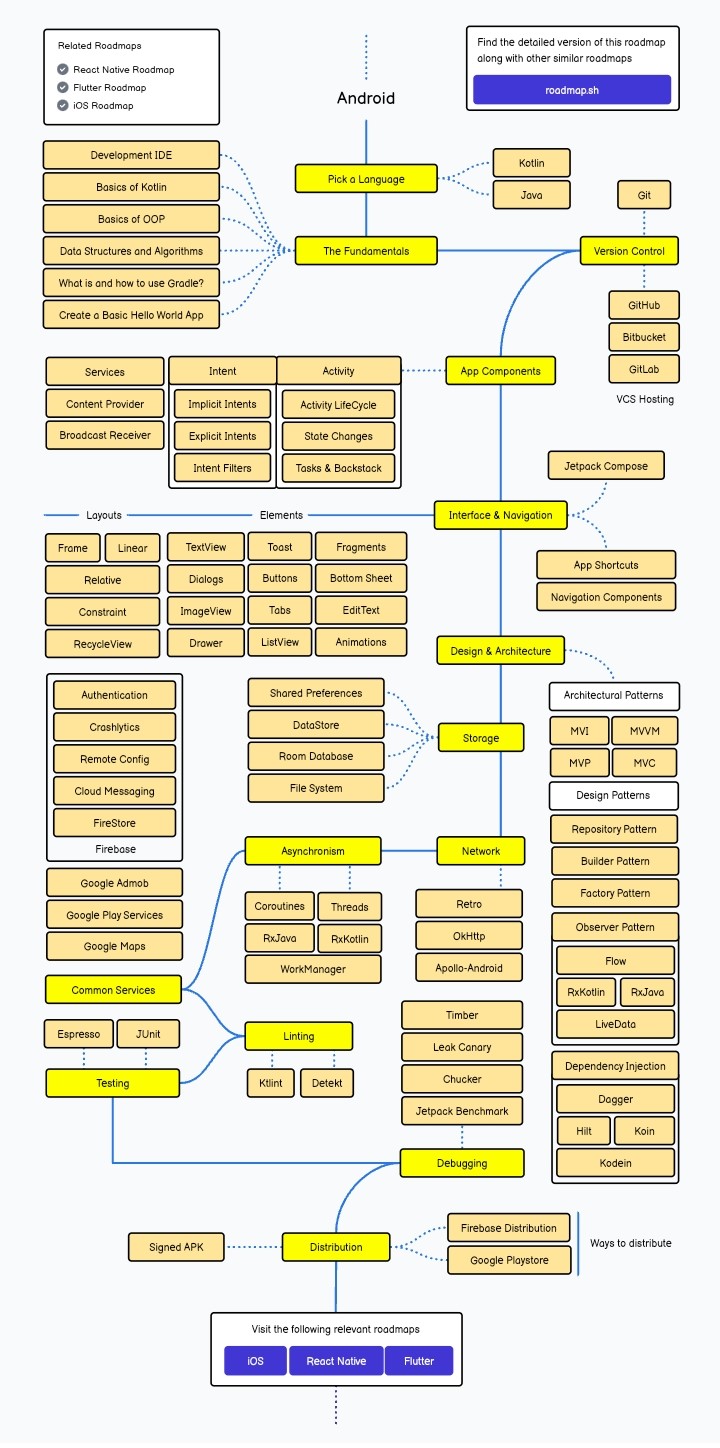 Related Roadmaps
React Native Roadmap
Flutter Roadmap
iOS Roadmap
Android
Find the detailed version of this roadmap
along with other similar roadmaps
roadmap.sh
Pick a Language
Kotlin
Java
Development IDE
Basics of Kotlin
Basics of OOP
Data Structures and Algorithms
What is and how to use Gradle?
Create a Basic Hello World App
The Fundamentals
Git
Version Control
GitHub
Bitbucket
GitLab
VCS Hosting
App Components
Services
Content Provider
Broadcast Receiver
Intent
Implicit Intents
Explicit Intents
Intent Filters
Activity
Activity LifeCycle
State Changes
Tasks & Backstack
Jetpack Compose
Interface & Navigation
App Shortcuts
Navigation Components
Layouts
Frame
Linear
Relative
Constraint
RecycleView
Elements
TextView
Toast
Fragments
Dialogs
Buttons
Bottom Sheet
ImageView
Tabs
EditText
Drawer
ListView
Animations
Design & Architecture
Architectural Patterns
MVI
MVVM
MVP
MVC
Design Patterns
Repository Pattern
Builder Pattern
Factory Pattern
Observer Pattern
Flow
RxKotlin
RxJava
LiveData
Dependency Injection
Dagger
Hilt
Koin
Kodein
Shared Preferences
DataStore
Room Database
File System
Storage
Authentication
Crashlytics
Remote Config
Cloud Messaging
FireStore
Firebase
Google Admob
Google Play Services
Google Maps
Common Services
Asynchronism
Coroutines
Threads
RxJava
RxKotlin
WorkManager
Network
Retro
OkHttp
Apollo-Android
Espresso
JUnit
Testing
Linting
Ktlint
Detekt
Timber
Leak Canary
Chucker
Jetpack Benchmark
Debugging
Signed APK
Distribution
Firebase Distribution
Google Playstore
Ways to distribute
Visit the following relevant roadmaps
iOS
React Native
Flutter